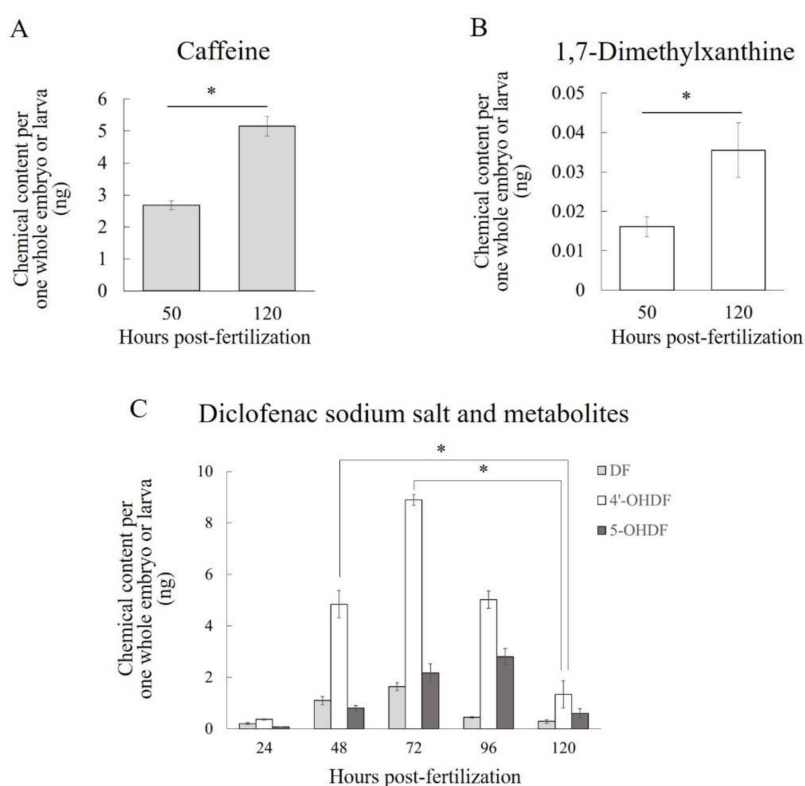 A
Caffeine
*
Chemical content per
one whole embryo or larva
(ng)
6
5
4
3
2
1
0
50 120
Hours post-fertilization
B
1,7-Dimethylxanthine
*
Chemical content per
one whole embryo or larva
(ng)
0.05
0.04
0.03
0.02
0.01
0
50 120
Hours post-fertilization
C
Diclofenac sodium salt and metabolites
*
*
DF
4'-OHDF
5-OHDF
Chemical content per
one whole embryo or larva
(ng)
10
8
6
4
2
0
24 48 72 96 120
Hours post-fertilization